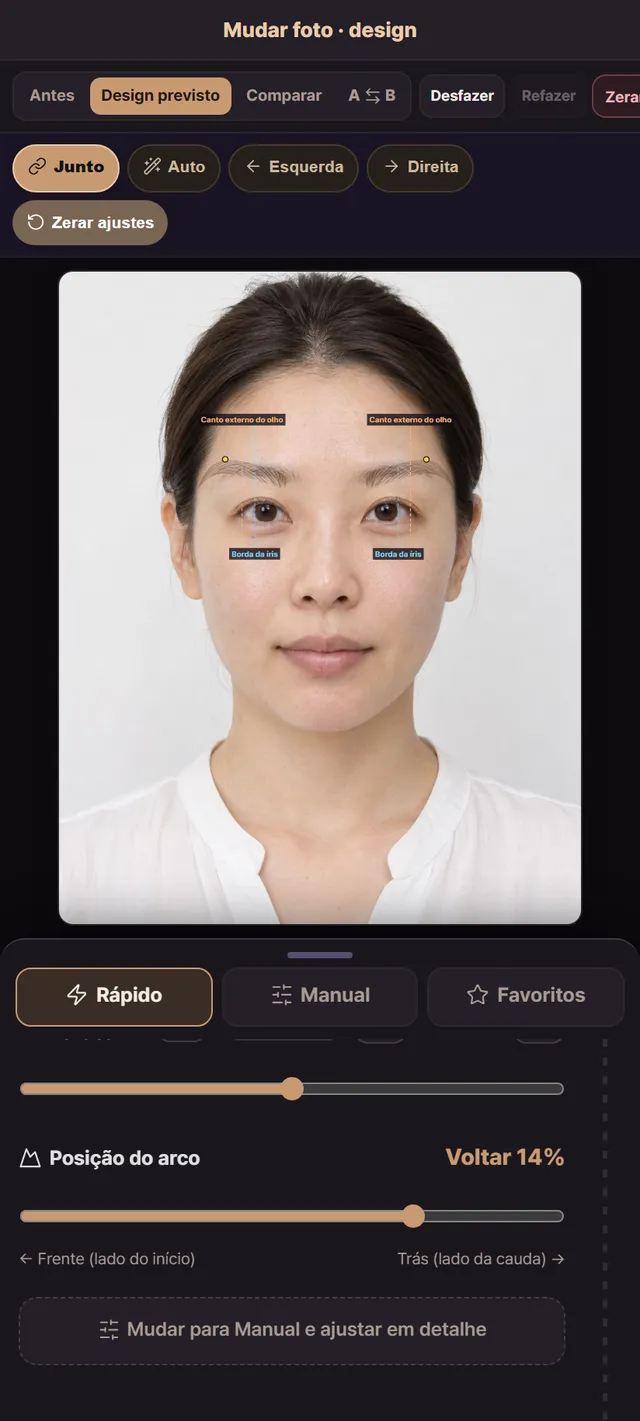 Mudar foto · design
Antes Design previsto Comparar A ⇆ B Desfazer Refazer Zerar
Junto Auto ← Esquerda → Direita
Zerar ajustes
Canto externo do olho Canto externo do olho
Borda da íris Borda da íris
Rápido Manual Favoritos
Posição do arco Voltar 14%
← Frente (lado do início) Trás (lado da cauda) →
Mudar para Manual e ajustar em detalhe